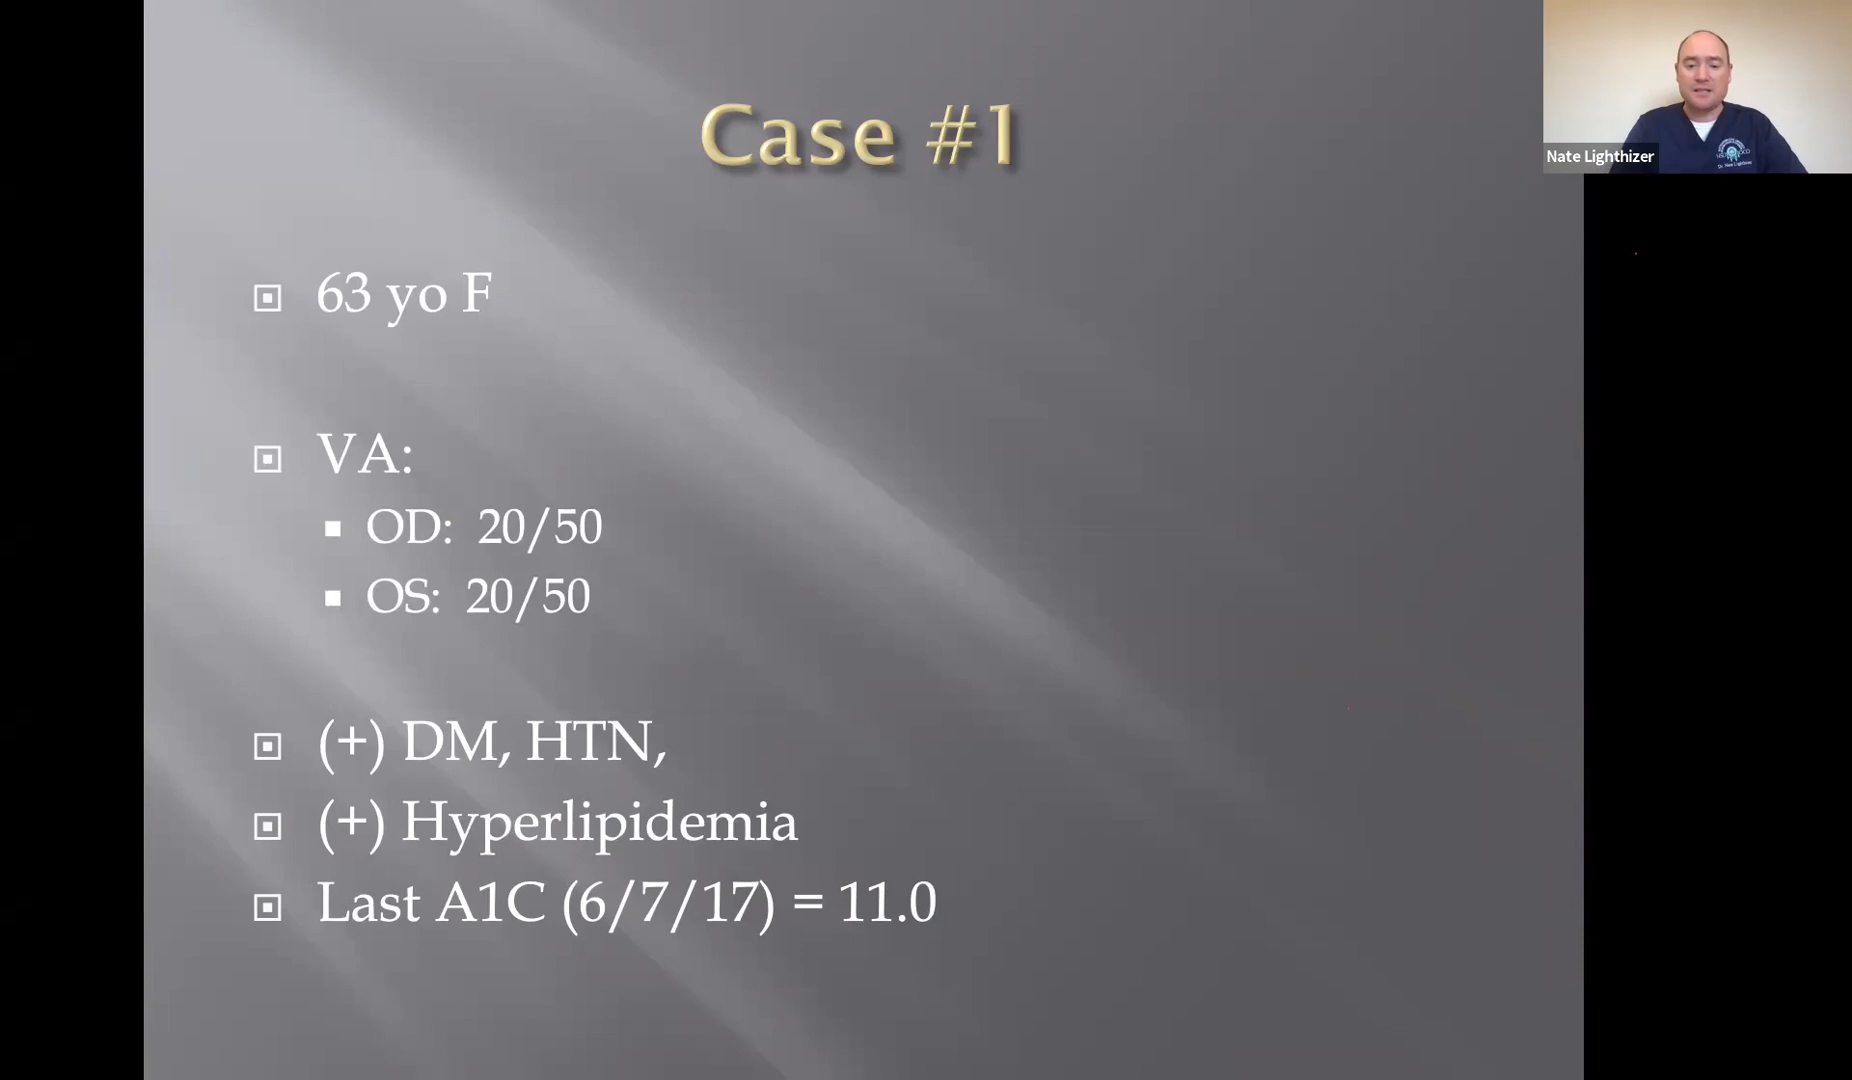 Case #1
63 yo F
VA:
OD: 20/50
OS: 20/50
(+) DM, HTN,
(+) Hyperlipidemia
Last A1C (6/7/17) = 11.0
Nate Lighthizer